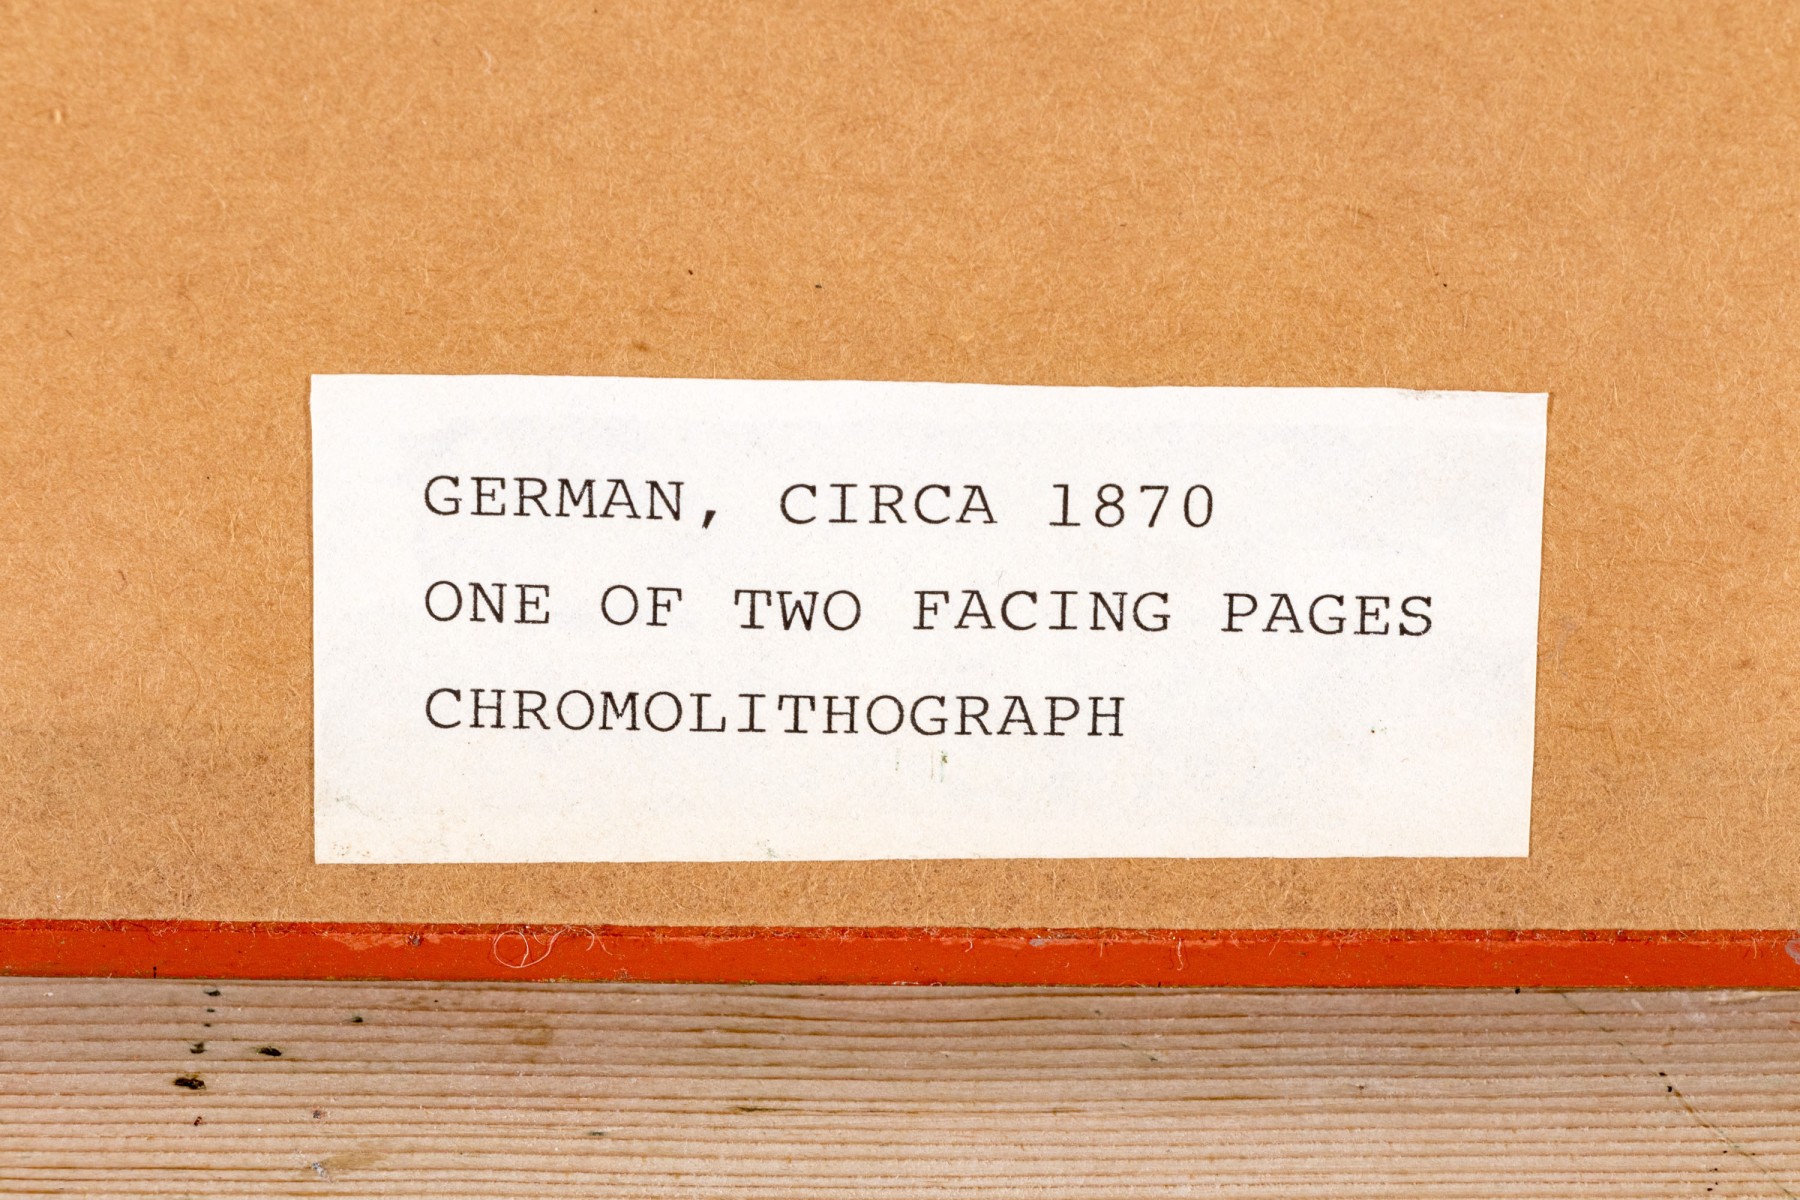 GERMAN, CIRCA 1870
ONE OF TWO FACING PAGES
CHROMOLITHOGRAPH